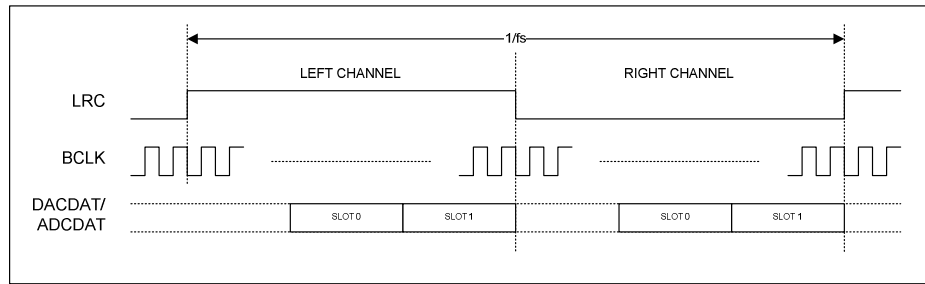 1/fs
LEFT CHANNEL RIGHT CHANNEL
LRC
BCLK
DACDAT/
ADCDAT
SLOT 0 SLOT 1 SLOT 0 SLOT 1